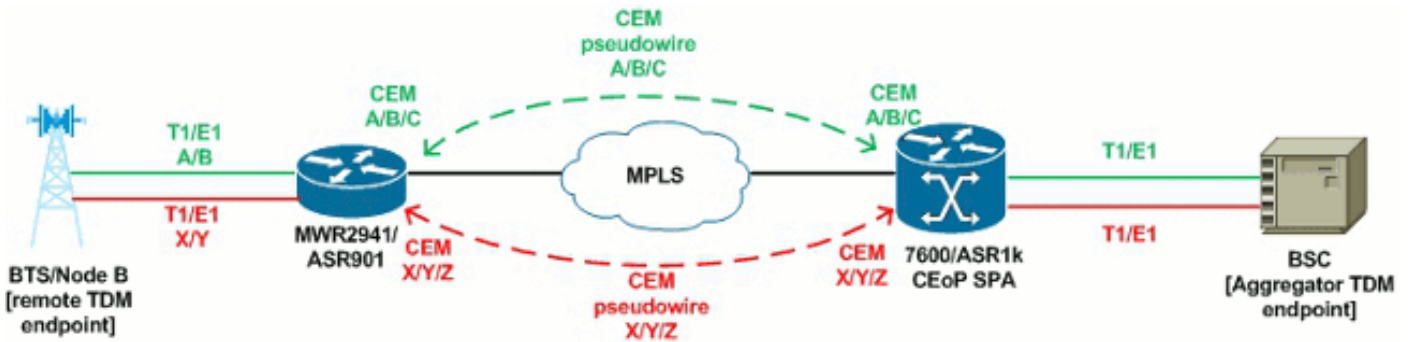 CEM
pseudowire
A/B/C
CEM
A/B/C
CEM
A/B/C
T1/E1
A/B
T1/E1
X/Y
MPLS
T1/E1
T1/E1
MWR2941/
ASR901
CEM
X/Y/Z
CEM
pseudowire
X/Y/Z
CEM
X/Y/Z
7600/ASR1k
CEoP SPA
BTS/Node B
[remote TDM
endpoint]
BSC
[Aggregator TDM
endpoint]